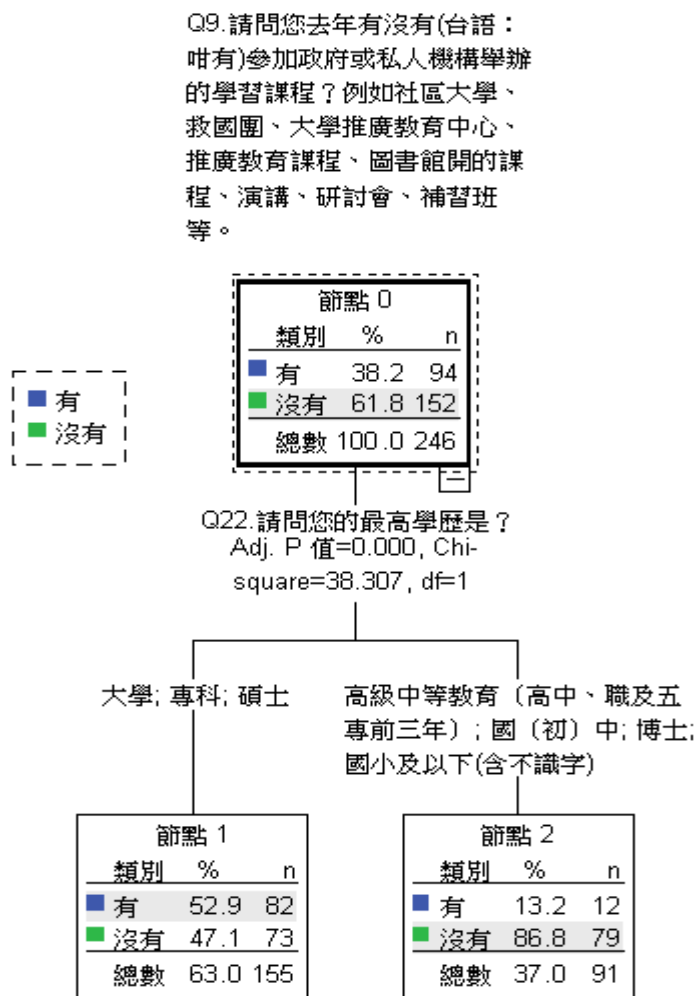 Q9.請問您去年有沒有(台語：
咁有)參加政府或私人機構舉辦
的學習課程？例如社區大學、
救國團、大學推廣教育中心、
推廣教育課程、圖書館開的課
程、演講、研討會、補習班
等。
節點 0
類別 % n
有 38.2 94
沒有 61.8 152
總數 100.0 246
有
沒有
Q22.請問您的最高學歷是？
Adj. P 值=0.000, Chi-
square=38.307, df=1
大學; 專科; 碩士
高級中等教育〔高中、職及五
專前三年〕; 國〔初〕中; 博士;
國小及以下(含不識字)
節點 1
類別 % n
有 52.9 82
沒有 47.1 73
總數 63.0 155
節點 2
類別 % n
有 13.2 12
沒有 86.8 79
總數 37.0 91